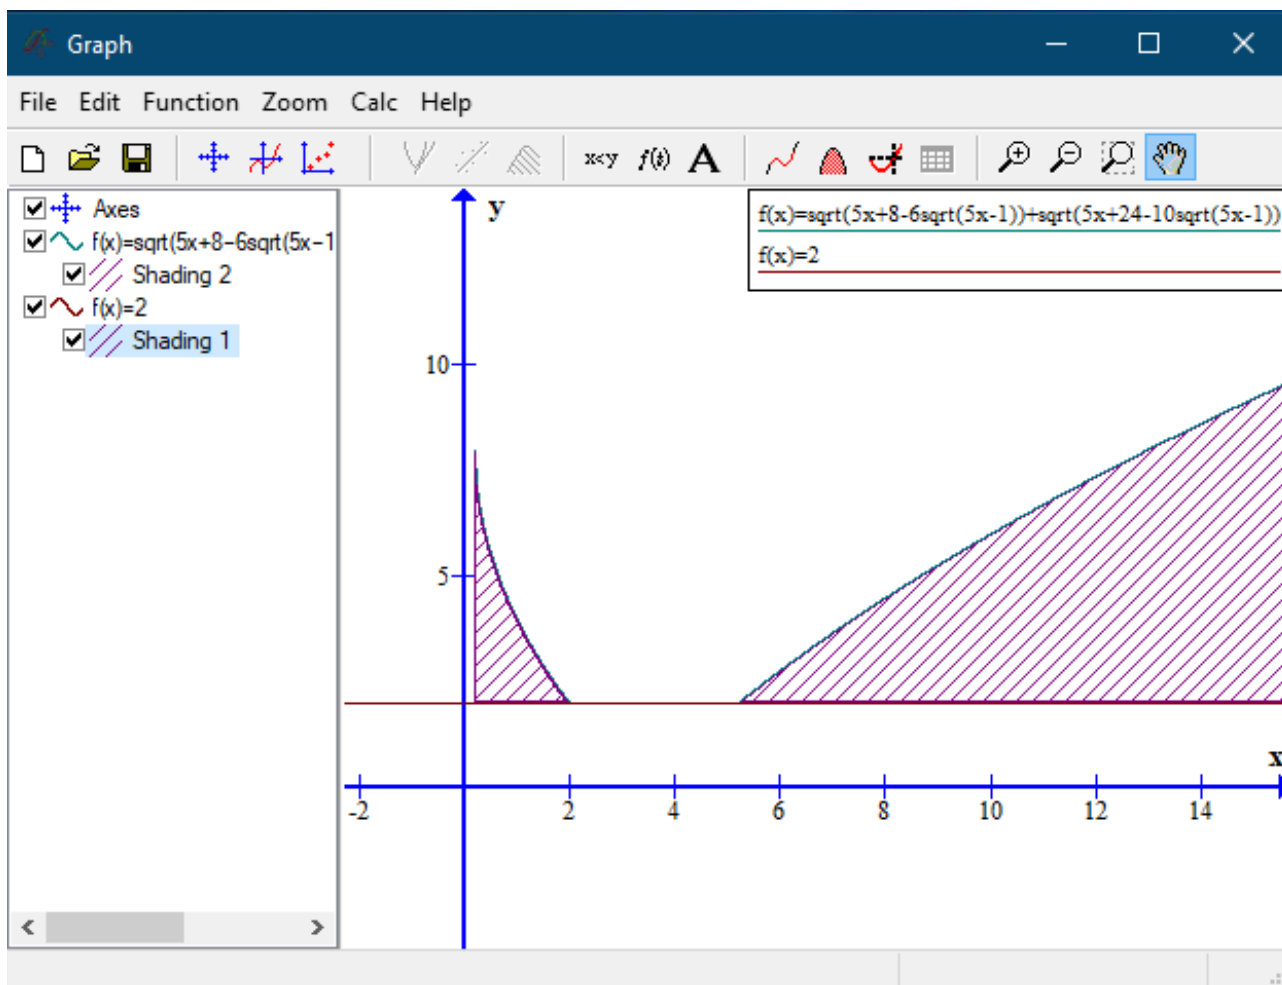 Graph
File Edit Function Zoom Calc Help
x<y f(x) A
Axes
f(x)=sqrt(5x+8-6sqrt(5x-1
Shading 2
f(x)=2
Shading 1
y
f(x)=sqrt(5x+8-6sqrt(5x-1))+sqrt(5x+24-10sqrt(5x-1))
f(x)=2
10
5
x
-2 2 4 6 8 10 12 14